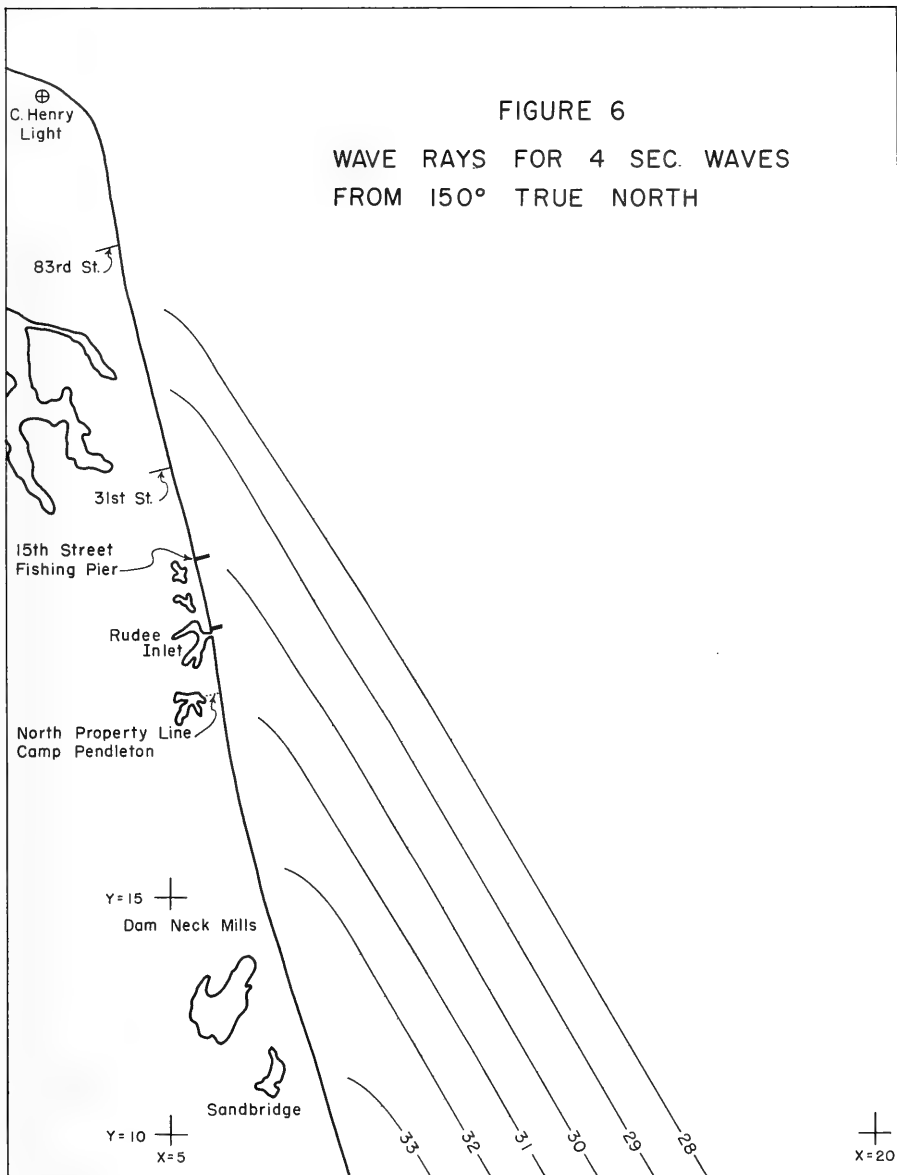 FIGURE 6
WAVE RAYS FOR 4 SEC. WAVES
FROM 150° TRUE NORTH
C. Henry
Light
83rd St.
31st St.
15th Street
Fishing Pier
Rudee
Inlet
North Property Line
Camp Pendleton
Y=15
Dam Neck Mills
Sandbridge
33
32
31
30
29
28
Y=10
X=5
X=20